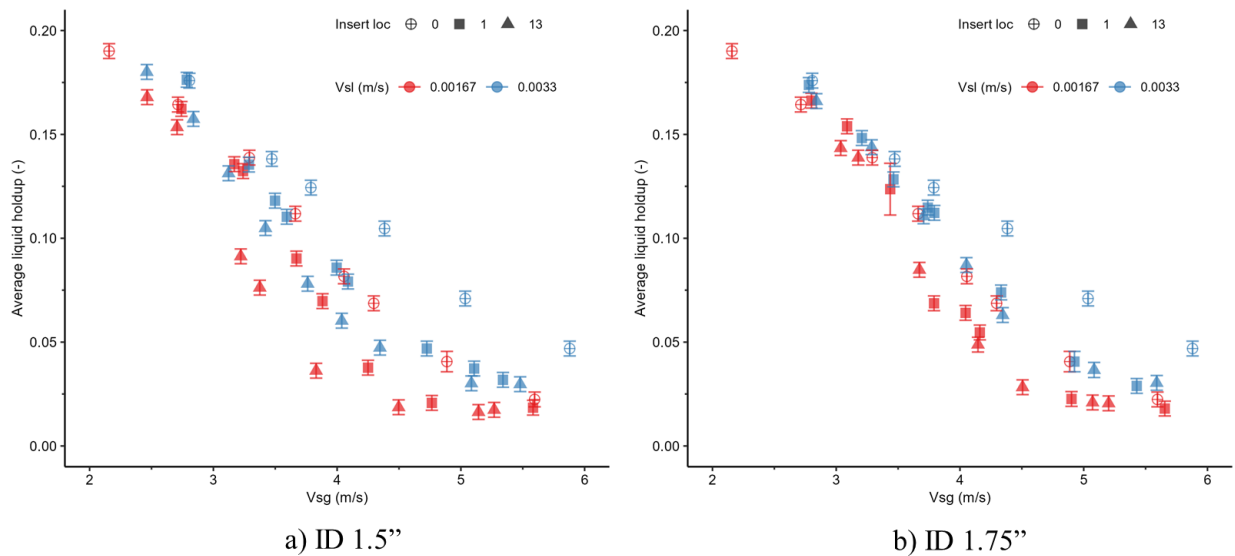 Insert loc 0 1 13
Vsl (m/s) 0.00167 0.0033
0.20
0.15
0.10
0.05
0.00
Average liquid holdup (-)
2 3 4 5 6
Vsg (m/s)
a) ID 1.5”
Insert loc 0 1 13
Vsl (m/s) 0.00167 0.0033
0.20
0.15
0.10
0.05
0.00
Average liquid holdup (-)
2 3 4 5 6
Vsg (m/s)
b) ID 1.75”